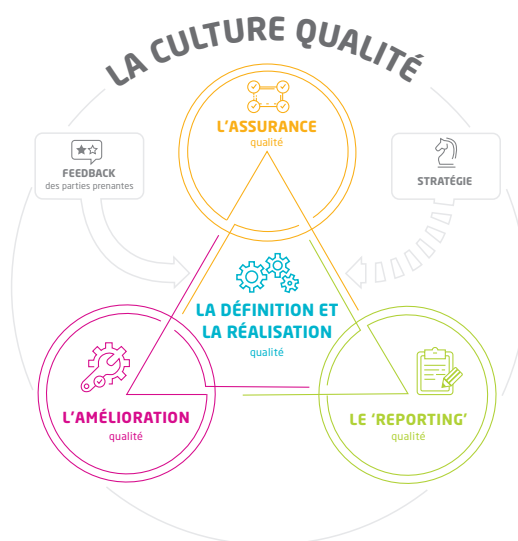 LA CULTURE QUALITÉ
L'ASSURANCE
qualité
FEEDBACK
des parties prenantes
STRATÉGIE
LA DÉFINITION ET
LA RÉALISATION
qualité
L'AMÉLIORATION
qualité
LE 'REPORTING'
qualité